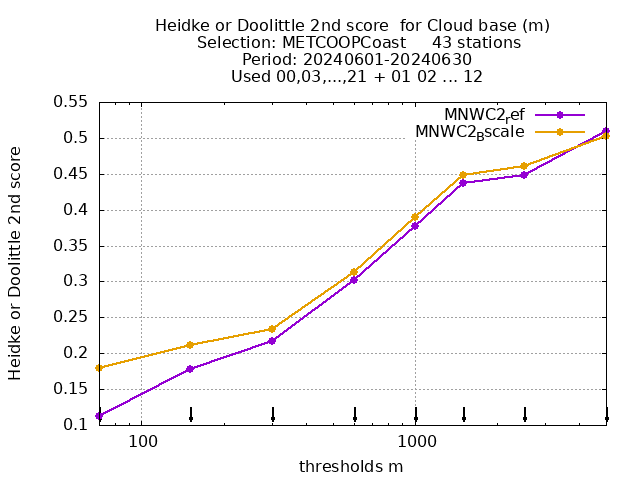 Heidke or Doolittle 2nd score  for Cloud base (m)
Selection: METCOOPCoast     43 stations
Period: 20240601-20240630
Used 00,03,...,21 + 01 02 ... 12
MNWC2ref
MNWC2Bscale
0.55
0.5
0.45
0.4
0.35
0.3
0.25
0.2
0.15
0.1
Heidke or Doolittle 2nd score
100
1000
thresholds m